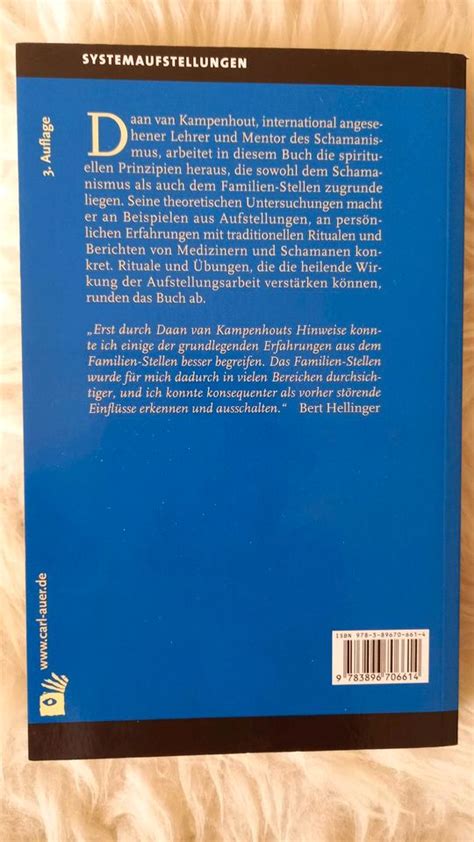 SYSTEMAUFSTELLUNGEN
3. Auflage
Daan van Kampenhout, international angese-
hener Lehrer und Mentor des Schamanis-
mus, arbeitet in diesem Buch die spiritu-
ellen Prinzipien heraus, die sowohl dem Schama-
nismus als auch dem Familien-Stellen zugrunde
liegen. Seine theoretischen Untersuchungen macht
er an Beispielen aus Aufstellungen, an persön-
lichen Erfahrungen mit traditionellen Ritualen und
Berichten von Medizinern und Schamanen kon-
kret. Rituale und Übungen, die die heilende Wir-
kung der Aufstellungsarbeit verstärken können,
runden das Buch ab.
„Erst durch Daan van Kampenhouts Hinweise konn-
te ich einige der grundlegenden Erfahrungen aus dem
Familien-Stellen besser begreifen. Das Familien-Stellen
wurde für mich dadurch in vielen Bereichen durchsich-
tiger, und ich konnte konsequenter als vorher störende
Einflüsse erkennen und ausschalten.“ Bert Hellinger
www.carl-auer.de
ISBN 978-3-89670-661-4
9 783896 706614